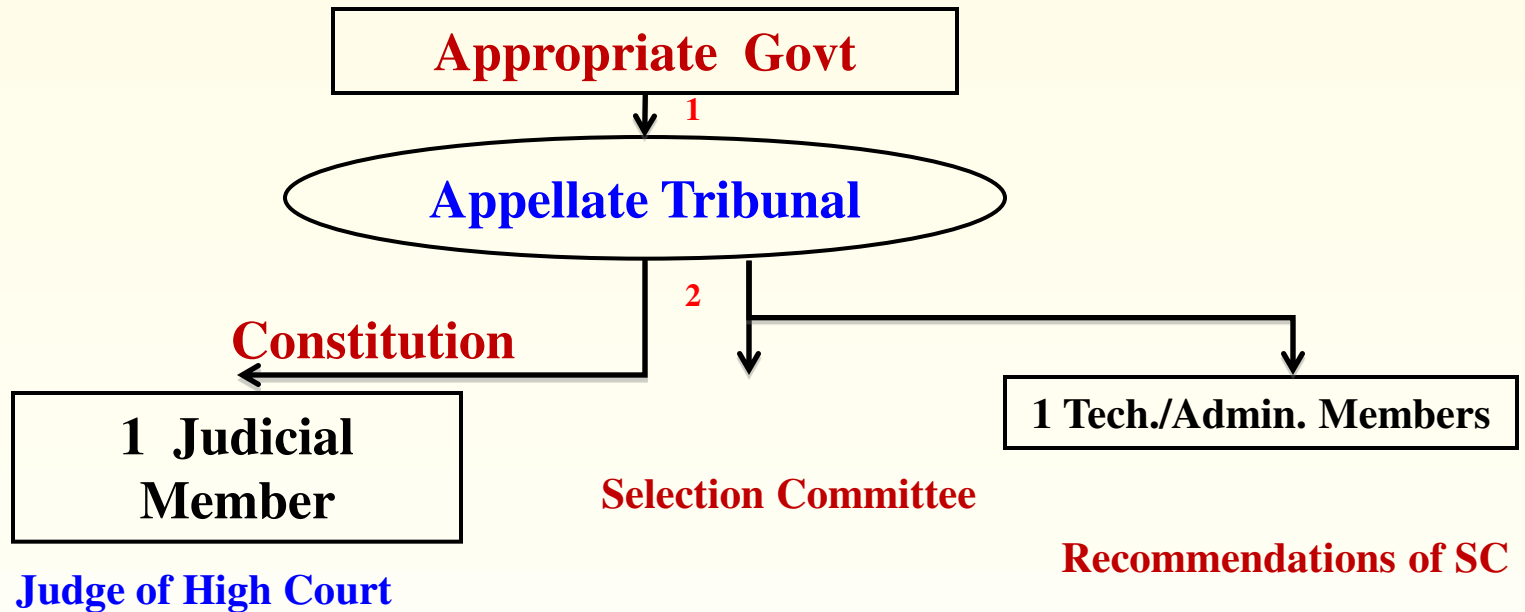 Appropriate Govt
1
Appellate Tribunal
2
Constitution
1 Judicial
Member
1 Tech./Admin. Members
Selection Committee
Recommendations of SC
Judge of High Court